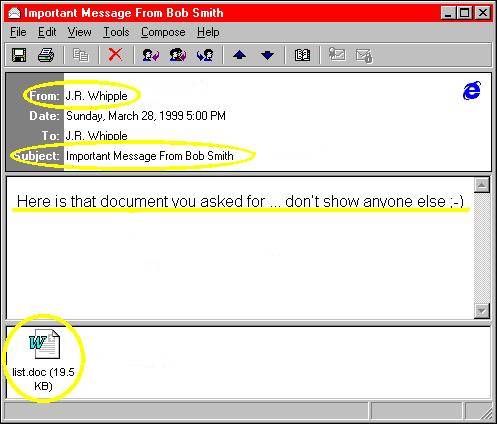 Important Message From Bob Smith
File Edit View Tools Compose Help
From: J.R. Whipple
Date: Sunday, March 28, 1999 5:00 PM
To: J.R. Whipple
Subject: Important Message From Bob Smith
Here is that document you asked for ... don't show anyone else ;-)
W
list.doc (19.5
KB)